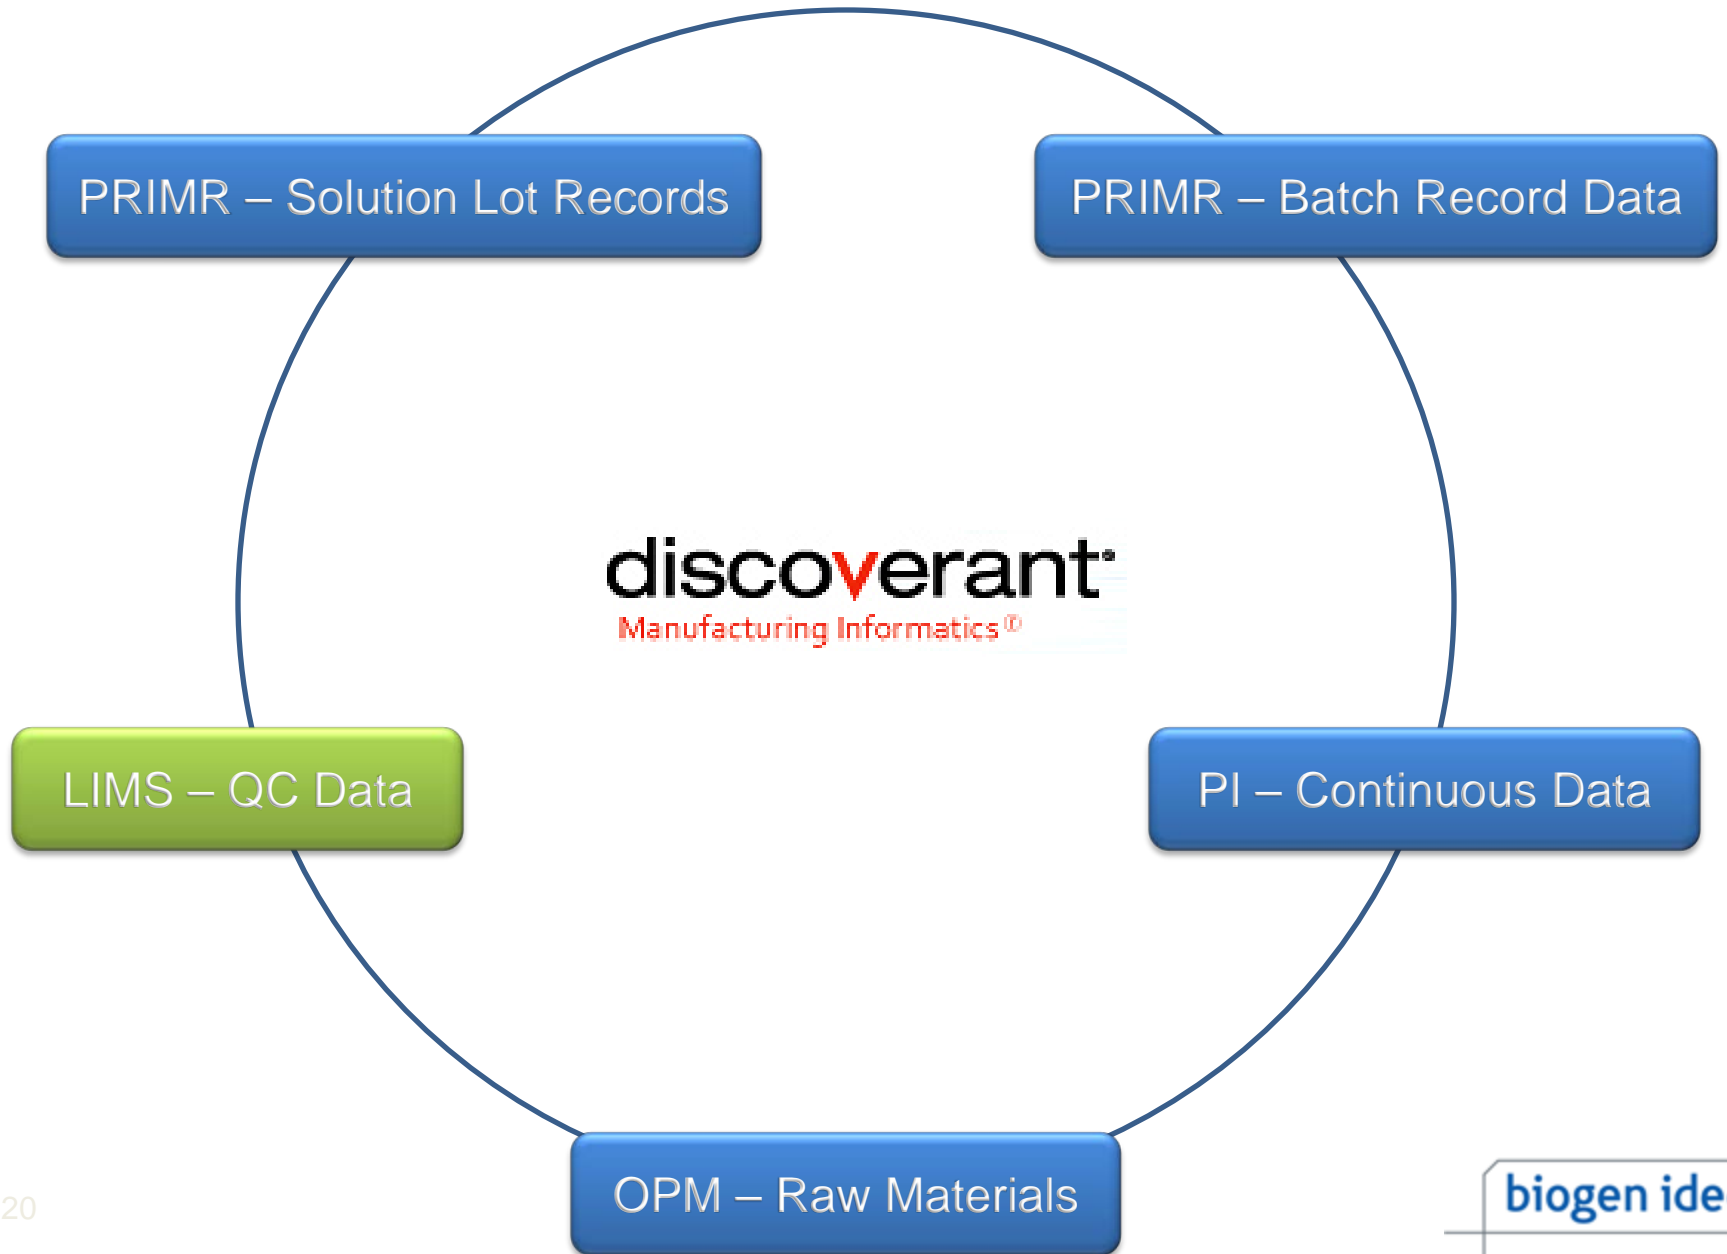 PRIMR – Solution Lot Records
PRIMR – Batch Record Data
discoverant®
Manufacturing Informatics®
LIMS – QC Data
PI – Continuous Data
OPM – Raw Materials
20
biogen ide